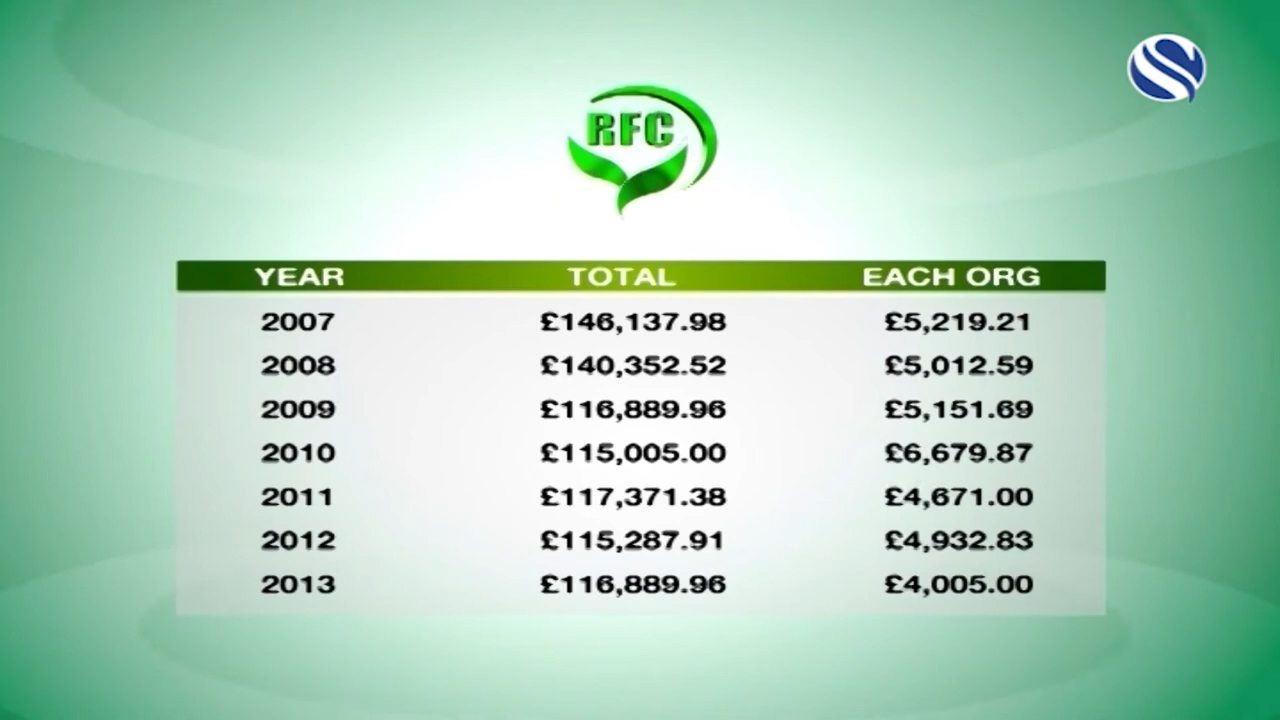 RFC
YEAR TOTAL EACH ORG
2007 £146,137.98 £5,219.21
2008 £140,352.52 £5,012.59
2009 £116,889.96 £5,151.69
2010 £115,005.00 £6,679.87
2011 £117,371.38 £4,671.00
2012 £115,287.91 £4,932.83
2013 £116,889.96 £4,005.00